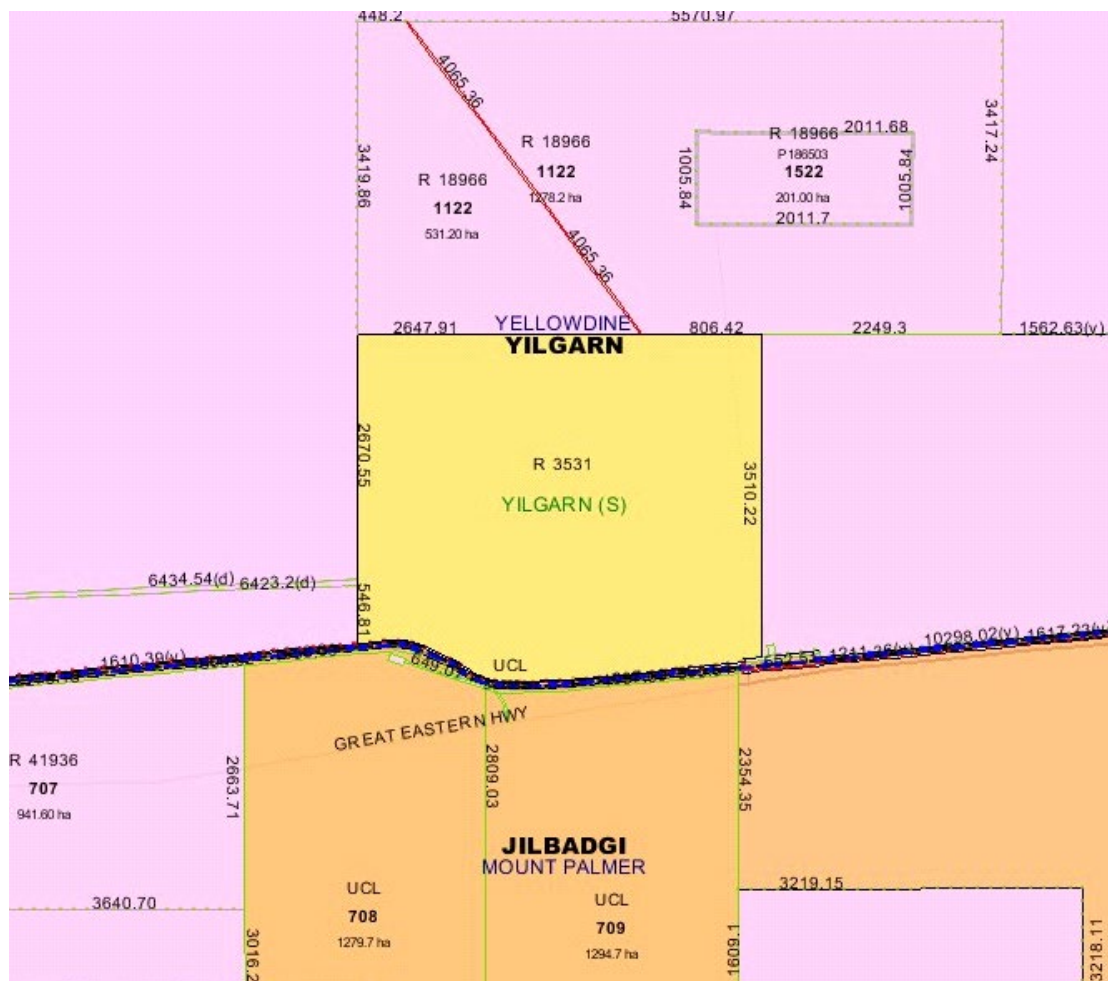 448.2
5570.97
4065.36
3417.24
R 18966
2011.68
R 18966
P 186503
1522
1122
1278.2 ha
3419.86
R 18966
1122
531.20 ha
1005.84
1005.84
201.00 ha
2011.7
4065.36
2647.91
YELLOWDINE
806.42
2249.3
1562.63(v)
YILGARN
2670.55
R 3531
3510.22
YILGARN (S)
6434.54(d)
6423.2(d)
546.81
1610.39(v)
649.07
UCL
1211.26(v)
10298.02(v)
1617.23(v)
GREAT EASTERN HWY
R 41936
707
941.60 ha
2663.71
2809.03
2354.35
JILBADGI
MOUNT PALMER
3219.15
UCL
708
1279.7 ha
UCL
709
1294.7 ha
3640.70
3016.2
1609.1
3218.11